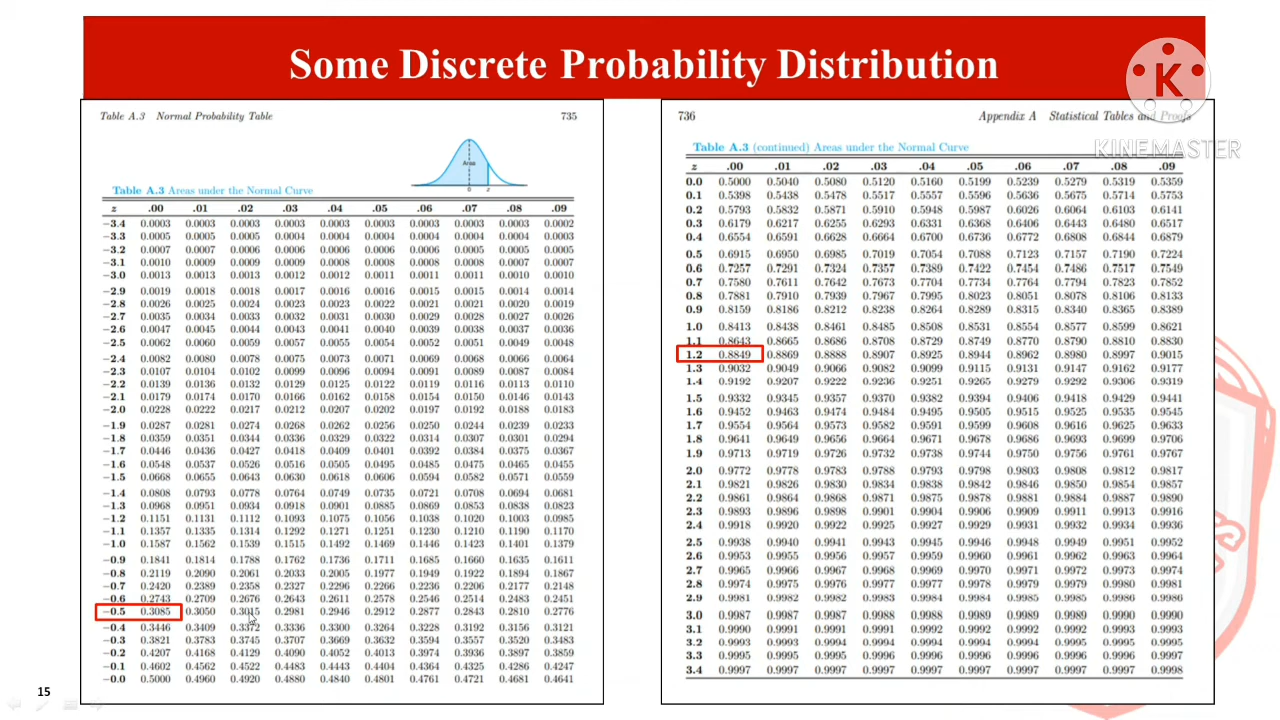 Some Discrete Probability Distribution
K
KINEMASTER
Table A.3 Normal Probability Table 735
Area
0 z
Table A.3 Areas under the Normal Curve
z .00 .01 .02 .03 .04 .05 .06 .07 .08 .09
−3.4 0.0003 0.0003 0.0003 0.0003 0.0003 0.0003 0.0003 0.0003 0.0003 0.0002
−3.3 0.0005 0.0005 0.0005 0.0004 0.0004 0.0004 0.0004 0.0004 0.0004 0.0003
−3.2 0.0007 0.0007 0.0006 0.0006 0.0006 0.0006 0.0006 0.0005 0.0005 0.0005
−3.1 0.0010 0.0009 0.0009 0.0009 0.0008 0.0008 0.0008 0.0008 0.0007 0.0007
−3.0 0.0013 0.0013 0.0013 0.0012 0.0012 0.0011 0.0011 0.0011 0.0010 0.0010
−2.9 0.0019 0.0018 0.0018 0.0017 0.0016 0.0016 0.0015 0.0015 0.0014 0.0014
−2.8 0.0026 0.0025 0.0024 0.0023 0.0023 0.0022 0.0021 0.0021 0.0020 0.0019
−2.7 0.0035 0.0034 0.0033 0.0032 0.0031 0.0030 0.0029 0.0028 0.0027 0.0026
−2.6 0.0047 0.0045 0.0044 0.0043 0.0041 0.0040 0.0039 0.0038 0.0037 0.0036
−2.5 0.0062 0.0060 0.0059 0.0057 0.0055 0.0054 0.0052 0.0051 0.0049 0.0048
−2.4 0.0082 0.0080 0.0078 0.0075 0.0073 0.0071 0.0069 0.0068 0.0066 0.0064
−2.3 0.0107 0.0104 0.0102 0.0099 0.0096 0.0094 0.0091 0.0089 0.0087 0.0084
−2.2 0.0139 0.0136 0.0132 0.0129 0.0125 0.0122 0.0119 0.0116 0.0113 0.0110
−2.1 0.0179 0.0174 0.0170 0.0166 0.0162 0.0158 0.0154 0.0150 0.0146 0.0143
−2.0 0.0228 0.0222 0.0217 0.0212 0.0207 0.0202 0.0197 0.0192 0.0188 0.0183
−1.9 0.0287 0.0281 0.0274 0.0268 0.0262 0.0256 0.0250 0.0244 0.0239 0.0233
−1.8 0.0359 0.0351 0.0344 0.0336 0.0329 0.0322 0.0314 0.0307 0.0301 0.0294
−1.7 0.0446 0.0436 0.0427 0.0418 0.0409 0.0401 0.0392 0.0384 0.0375 0.0367
−1.6 0.0548 0.0537 0.0526 0.0516 0.0505 0.0495 0.0485 0.0475 0.0465 0.0455
−1.5 0.0668 0.0655 0.0643 0.0630 0.0618 0.0606 0.0594 0.0582 0.0571 0.0559
−1.4 0.0808 0.0793 0.0778 0.0764 0.0749 0.0735 0.0721 0.0708 0.0694 0.0681
−1.3 0.0968 0.0951 0.0934 0.0918 0.0901 0.0885 0.0869 0.0853 0.0838 0.0823
−1.2 0.1151 0.1131 0.1112 0.1093 0.1075 0.1056 0.1038 0.1020 0.1003 0.0985
−1.1 0.1357 0.1335 0.1314 0.1292 0.1271 0.1251 0.1230 0.1210 0.1190 0.1170
−1.0 0.1587 0.1562 0.1539 0.1515 0.1492 0.1469 0.1446 0.1423 0.1401 0.1379
−0.9 0.1841 0.1814 0.1788 0.1762 0.1736 0.1711 0.1685 0.1660 0.1635 0.1611
−0.8 0.2119 0.2090 0.2061 0.2033 0.2005 0.1977 0.1949 0.1922 0.1894 0.1867
−0.7 0.2420 0.2389 0.2358 0.2327 0.2296 0.2266 0.2236 0.2206 0.2177 0.2148
−0.6 0.2743 0.2709 0.2676 0.2643 0.2611 0.2578 0.2546 0.2514 0.2483 0.2451
−0.5 0.3085 0.3050 0.3015 0.2981 0.2946 0.2912 0.2877 0.2843 0.2810 0.2776
−0.4 0.3446 0.3409 0.3372 0.3336 0.3300 0.3264 0.3228 0.3192 0.3156 0.3121
−0.3 0.3821 0.3783 0.3745 0.3707 0.3669 0.3632 0.3594 0.3557 0.3520 0.3483
−0.2 0.4207 0.4168 0.4129 0.4090 0.4052 0.4013 0.3974 0.3936 0.3897 0.3859
−0.1 0.4602 0.4562 0.4522 0.4483 0.4443 0.4404 0.4364 0.4325 0.4286 0.4247
−0.0 0.5000 0.4960 0.4920 0.4880 0.4840 0.4801 0.4761 0.4721 0.4681 0.4641
736 Appendix A Statistical Tables and Proofs
Table A.3 (continued) Areas under the Normal Curve
z .00 .01 .02 .03 .04 .05 .06 .07 .08 .09
0.0 0.5000 0.5040 0.5080 0.5120 0.5160 0.5199 0.5239 0.5279 0.5319 0.5359
0.1 0.5398 0.5438 0.5478 0.5517 0.5557 0.5596 0.5636 0.5675 0.5714 0.5753
0.2 0.5793 0.5832 0.5871 0.5910 0.5948 0.5987 0.6026 0.6064 0.6103 0.6141
0.3 0.6179 0.6217 0.6255 0.6293 0.6331 0.6368 0.6406 0.6443 0.6480 0.6517
0.4 0.6554 0.6591 0.6628 0.6664 0.6700 0.6736 0.6772 0.6808 0.6844 0.6879
0.5 0.6915 0.6950 0.6985 0.7019 0.7054 0.7088 0.7123 0.7157 0.7190 0.7224
0.6 0.7257 0.7291 0.7324 0.7357 0.7389 0.7422 0.7454 0.7486 0.7517 0.7549
0.7 0.7580 0.7611 0.7642 0.7673 0.7704 0.7734 0.7764 0.7794 0.7823 0.7852
0.8 0.7881 0.7910 0.7939 0.7967 0.7995 0.8023 0.8051 0.8078 0.8106 0.8133
0.9 0.8159 0.8186 0.8212 0.8238 0.8264 0.8289 0.8315 0.8340 0.8365 0.8389
1.0 0.8413 0.8438 0.8461 0.8485 0.8508 0.8531 0.8554 0.8577 0.8599 0.8621
1.1 0.8643 0.8665 0.8686 0.8708 0.8729 0.8749 0.8770 0.8790 0.8810 0.8830
1.2 0.8849 0.8869 0.8888 0.8907 0.8925 0.8944 0.8962 0.8980 0.8997 0.9015
1.3 0.9032 0.9049 0.9066 0.9082 0.9099 0.9115 0.9131 0.9147 0.9162 0.9177
1.4 0.9192 0.9207 0.9222 0.9236 0.9251 0.9265 0.9279 0.9292 0.9306 0.9319
1.5 0.9332 0.9345 0.9357 0.9370 0.9382 0.9394 0.9406 0.9418 0.9429 0.9441
1.6 0.9452 0.9463 0.9474 0.9484 0.9495 0.9505 0.9515 0.9525 0.9535 0.9545
1.7 0.9554 0.9564 0.9573 0.9582 0.9591 0.9599 0.9608 0.9616 0.9625 0.9633
1.8 0.9641 0.9649 0.9656 0.9664 0.9671 0.9678 0.9686 0.9693 0.9699 0.9706
1.9 0.9713 0.9719 0.9726 0.9732 0.9738 0.9744 0.9750 0.9756 0.9761 0.9767
2.0 0.9772 0.9778 0.9783 0.9788 0.9793 0.9798 0.9803 0.9808 0.9812 0.9817
2.1 0.9821 0.9826 0.9830 0.9834 0.9838 0.9842 0.9846 0.9850 0.9854 0.9857
2.2 0.9861 0.9864 0.9868 0.9871 0.9875 0.9878 0.9881 0.9884 0.9887 0.9890
2.3 0.9893 0.9896 0.9898 0.9901 0.9904 0.9906 0.9909 0.9911 0.9913 0.9916
2.4 0.9918 0.9920 0.9922 0.9925 0.9927 0.9929 0.9931 0.9932 0.9934 0.9936
2.5 0.9938 0.9940 0.9941 0.9943 0.9945 0.9946 0.9948 0.9949 0.9951 0.9952
2.6 0.9953 0.9955 0.9956 0.9957 0.9959 0.9960 0.9961 0.9962 0.9963 0.9964
2.7 0.9965 0.9966 0.9967 0.9968 0.9969 0.9970 0.9971 0.9972 0.9973 0.9974
2.8 0.9974 0.9975 0.9976 0.9977 0.9977 0.9978 0.9979 0.9979 0.9980 0.9981
2.9 0.9981 0.9982 0.9982 0.9983 0.9984 0.9984 0.9985 0.9985 0.9986 0.9986
3.0 0.9987 0.9987 0.9987 0.9988 0.9988 0.9989 0.9989 0.9989 0.9990 0.9990
3.1 0.9990 0.9991 0.9991 0.9991 0.9992 0.9992 0.9992 0.9992 0.9993 0.9993
3.2 0.9993 0.9993 0.9994 0.9994 0.9994 0.9994 0.9994 0.9995 0.9995 0.9995
3.3 0.9995 0.9995 0.9995 0.9996 0.9996 0.9996 0.9996 0.9996 0.9996 0.9997
3.4 0.9997 0.9997 0.9997 0.9997 0.9997 0.9997 0.9997 0.9997 0.9997 0.9998
15